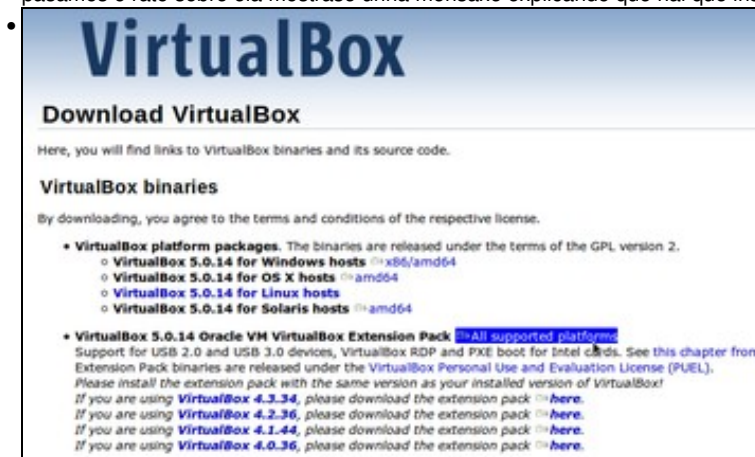 VirtualBox
Download VirtualBox
Here, you will find links to VirtualBox binaries and its source code.
VirtualBox binaries
By downloading, you agree to the terms and conditions of the respective license.
• VirtualBox platform packages. The binaries are released under the terms of the GPL version 2.
○ VirtualBox 5.0.14 for Windows hosts x86/amd64
○ VirtualBox 5.0.14 for OS X hosts amd64
○ VirtualBox 5.0.14 for Linux hosts
○ VirtualBox 5.0.14 for Solaris hosts amd64
• VirtualBox 5.0.14 Oracle VM VirtualBox Extension Pack All supported platforms
Support for USB 2.0 and USB 3.0 devices, VirtualBox RDP and PXE boot for Intel cards. See this chapter from
Extension Pack binaries are released under the VirtualBox Personal Use and Evaluation License (PUEL).
Please install the extension pack with the same version as your installed version of VirtualBox!
If you are using VirtualBox 4.3.34, please download the extension pack here.
If you are using VirtualBox 4.2.36, please download the extension pack here.
If you are using VirtualBox 4.1.44, please download the extension pack here.
If you are using VirtualBox 4.0.36, please download the extension pack here.